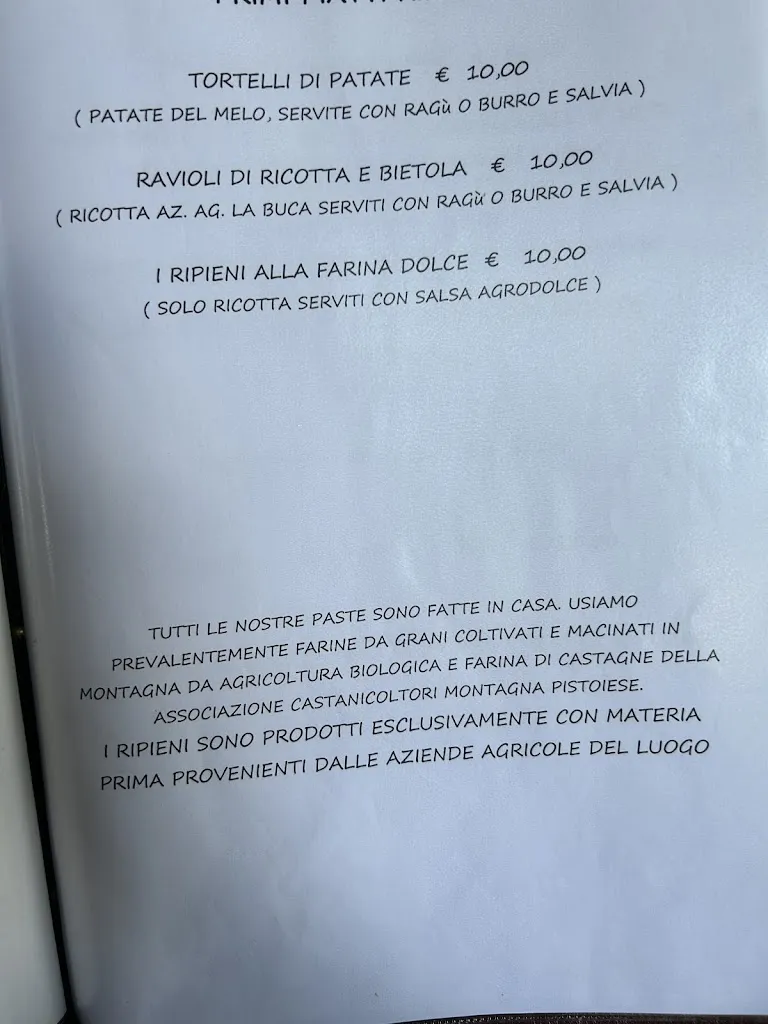 TORTELLI DI PATATE € 10,00
( PATATE DEL MELO, SERVITE CON RAGù O BURRO E SALVIA )
RAVIOLI DI RICOTTA E BIETOLA € 10,00
( RICOTTA AZ. AG. LA BUCA SERVITI CON RAGù O BURRO E SALVIA )
I RIPIENI ALLA FARINA DOLCE € 10,00
( SOLO RICOTTA SERVITI CON SALSA AGRODOLCE )
TUTTI LE NOSTRE PASTE SONO FATTE IN CASA. USIAMO
PREVALENTEMENTE FARINE DA GRANI COLTIVATI E MACINATI IN
MONTAGNA DA AGRICOLTURA BIOLOGICA E FARINA DI CASTAGNE DELLA
ASSOCIAZIONE CASTANICOLTORI MONTAGNA PISTOIESE.
I RIPIENI SONO PRODOTTI ESCLUSIVAMENTE CON MATERIA
PRIMA PROVENIENTI DALLE AZIENDE AGRICOLE DEL LUOGO